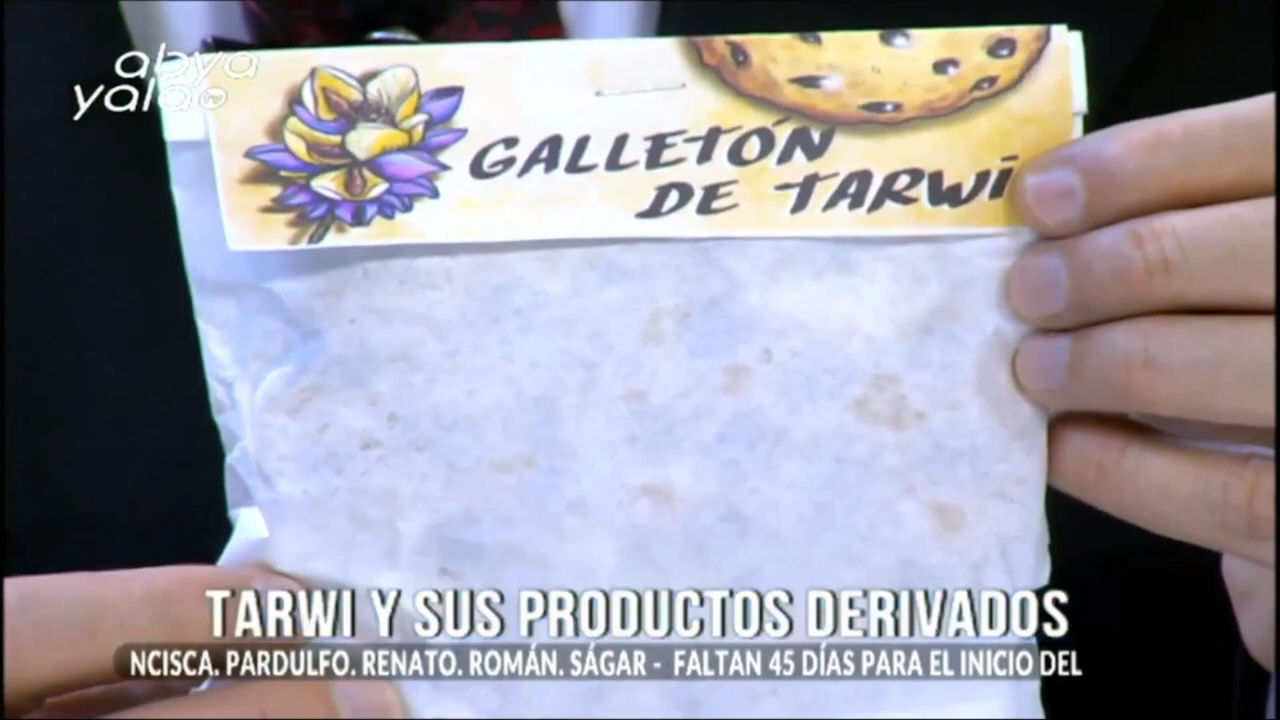 abya
yala tv
GALLETÓN
DE TARWi
TARWI Y SUS PRODUCTOS DERIVADOS
NCISCA. PARDULFO. RENATO. ROMÁN. SÁGAR - FALTAN 45 DÍAS PARA EL INICIO DEL